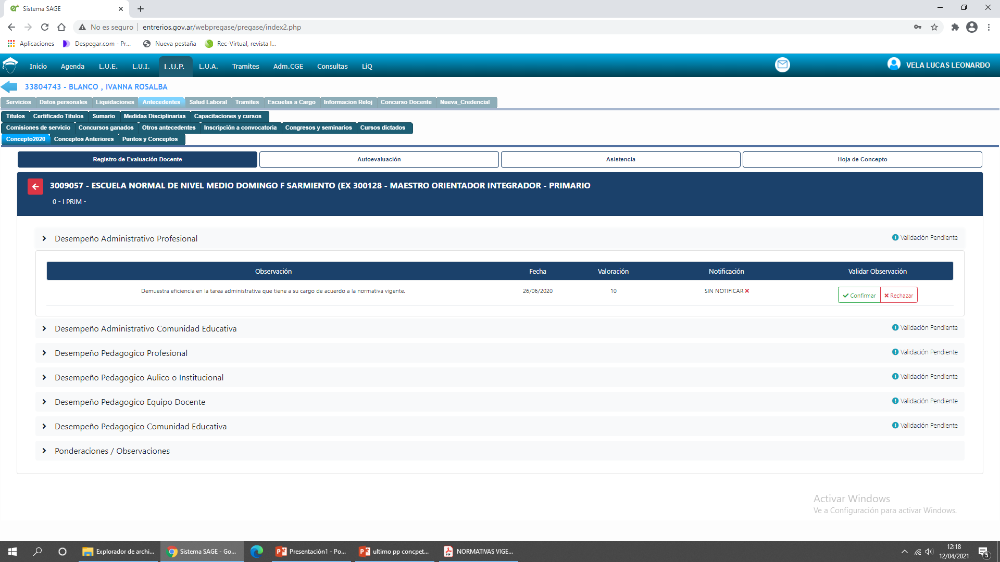 Sistema SAGE
No es seguro entrerios.gov.ar/webpregase/pregase/index2.php
Aplicaciones Despegar.com - Pr... Nueva pestaña Rec-Virtual, revista l...
Inicio Agenda L.U.E. L.U.I. L.U.P. L.U.A. Tramites Adm.CGE Consultas LiQ VELA LUCAS LEONARDO
33804743 - BLANCO , IVANNA ROSALBA
Servicios Datos personales Liquidaciones Antecedentes Salud Laboral Tramites Escuelas a Cargo Informacion Reloj Concurso Docente Nueva_Credencial
Titulos Certificado Titulos Sumario Medidas Disciplinarias Capacitaciones y cursos
Comisiones de servicio Concursos ganados Otros antecedentes Inscripción a convocatoria Congresos y seminarios Cursos dictados
Concepto2020 Conceptos Anteriores Puntos y Conceptos
Registro de Evaluación Docente Autoevaluación Asistencia Hoja de Concepto
3009057 - ESCUELA NORMAL DE NIVEL MEDIO DOMINGO F SARMIENTO (EX 300128 - MAESTRO ORIENTADOR INTEGRADOR - PRIMARIO
0 - I PRIM -
Desempeño Administrativo Profesional Validación Pendiente
Observación Fecha Valoración Notificación Validar Observación
Demuestra eficiencia en la tarea administrativa que tiene a su cargo de acuerdo a la normativa vigente. 26/06/2020 10 SIN NOTIFICAR Confirmar Rechazar
Desempeño Administrativo Comunidad Educativa Validación Pendiente
Desempeño Pedagogico Profesional Validación Pendiente
Desempeño Pedagogico Aulico o Institucional Validación Pendiente
Desempeño Pedagogico Equipo Docente Validación Pendiente
Desempeño Pedagogico Comunidad Educativa Validación Pendiente
Ponderaciones / Observaciones
Activar Windows
Ve a Configuración para activar Windows.
Explorador de archi... Sistema SAGE - Go... Presentación1 - Po... ultimo pp concpet... NORMATIVAS VIGE... 12:18
12/04/2021 5